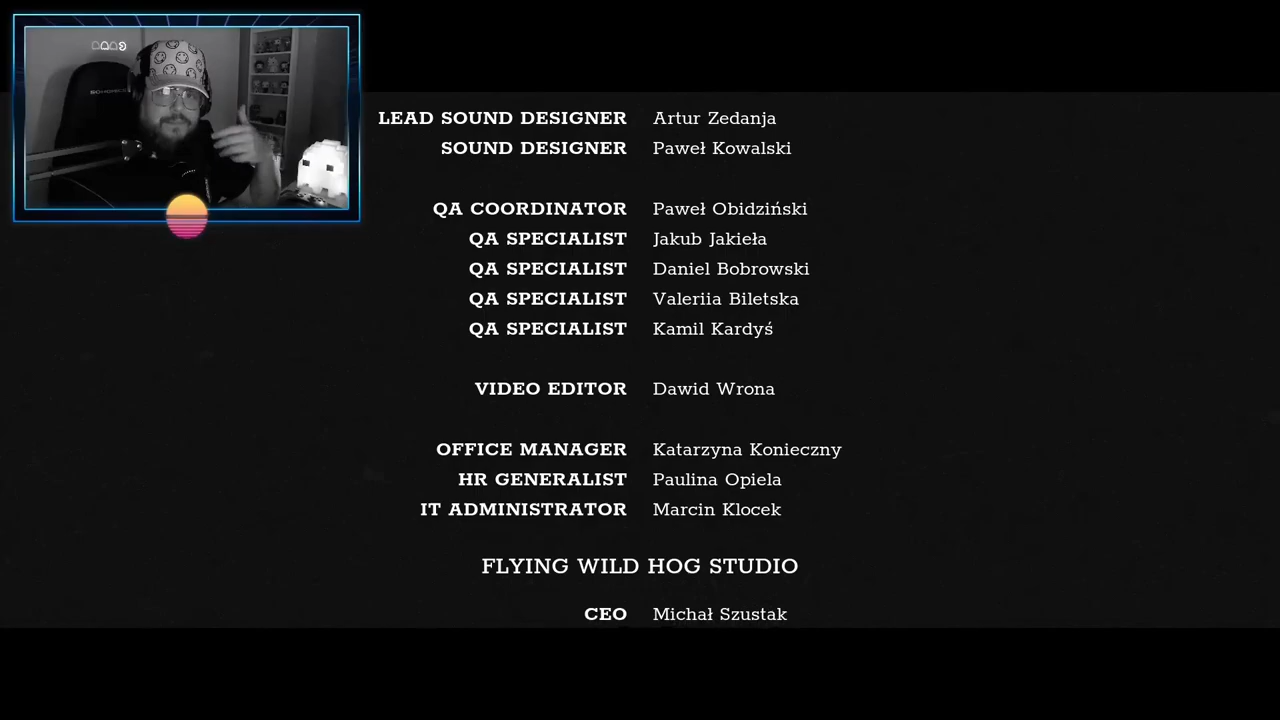 LEAD SOUND DESIGNER Artur Zedanja
SOUND DESIGNER Paweł Kowalski
QA COORDINATOR Paweł Obidziński
QA SPECIALIST Jakub Jakieła
QA SPECIALIST Daniel Bobrowski
QA SPECIALIST Valeriia Biletska
QA SPECIALIST Kamil Kardyś
VIDEO EDITOR Dawid Wrona
OFFICE MANAGER Katarzyna Konieczny
HR GENERALIST Paulina Opiela
IT ADMINISTRATOR Marcin Klocek
FLYING WILD HOG STUDIO
CEO Michał Szustak